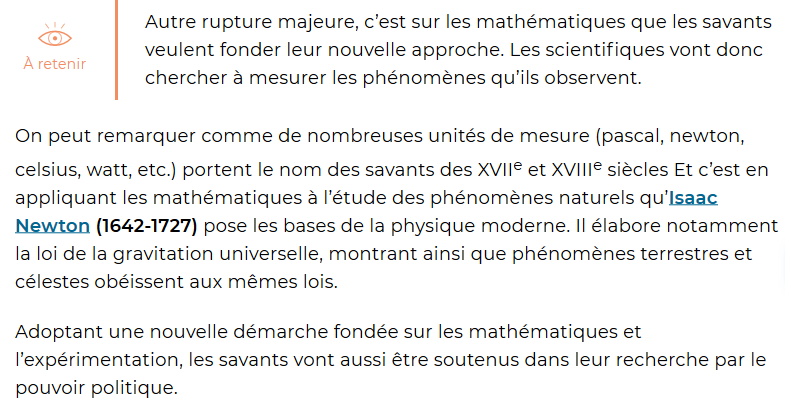 Autre rupture majeure, c’est sur les mathématiques que les savants
veulent fonder leur nouvelle approche. Les scientifiques vont donc
chercher à mesurer les phénomènes qu’ils observent.
À retenir
On peut remarquer comme de nombreuses unités de mesure (pascal, newton,
celsius, watt, etc.) portent le nom des savants des XVIIe et XVIIIe siècles Et c’est en
appliquant les mathématiques à l’étude des phénomènes naturels qu’Isaac
Newton (1642-1727) pose les bases de la physique moderne. Il élabore notamment
la loi de la gravitation universelle, montrant ainsi que phénomènes terrestres et
célestes obéissent aux mêmes lois.
Adoptant une nouvelle démarche fondée sur les mathématiques et
l’expérimentation, les savants vont aussi être soutenus dans leur recherche par le
pouvoir politique.